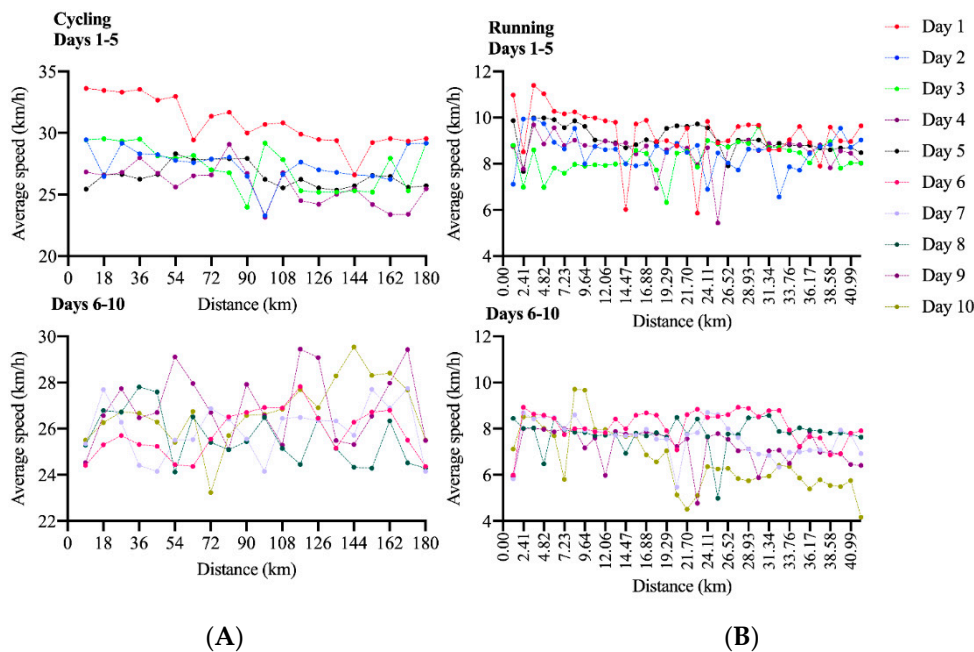 Cycling
Days 1-5
Average speed (km/h)
35
30
25
20
0 18 36 54 72 90 108 126 144 162 180
Distance (km)
Days 6-10
Average speed (km/h)
30
28
26
24
22
0 18 36 54 72 90 108 126 144 162 180
Distance (km)
(A)
Running
Days 1-5
Average speed (km/h)
12
10
8
6
4
0.00 2.41 4.82 7.23 9.64 12.06 14.47 16.88 19.29 21.70 24.11 26.52 28.93 31.34 33.76 36.17 38.58 40.99
Distance (km)
Days 6-10
Average speed (km/h)
12
10
8
6
4
0.00 2.41 4.82 7.23 9.64 12.06 14.47 16.88 19.29 21.70 24.11 26.52 28.93 31.34 33.76 36.17 38.58 40.99
Distance (km)
(B)
Day 1
Day 2
Day 3
Day 4
Day 5
Day 6
Day 7
Day 8
Day 9
Day 10